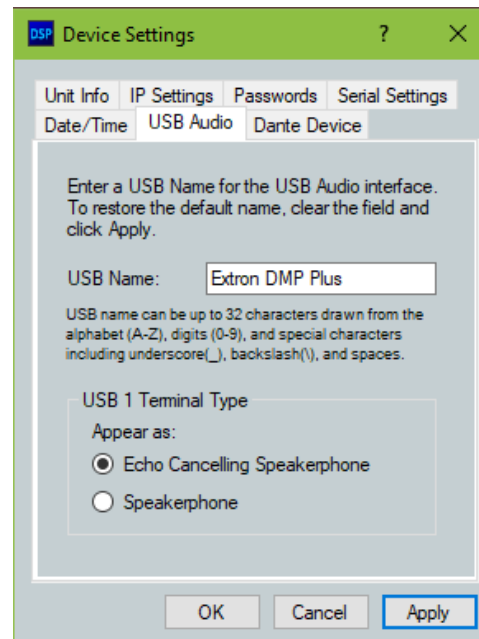 DSP Device Settings ?
Unit Info IP Settings Passwords Serial Settings
Date/Time USB Audio Dante Device
Enter a USB Name for the USB Audio interface.
To restore the default name, clear the field and
click Apply.
USB Name: Extron DMP Plus
USB name can be up to 32 characters drawn from the
alphabet (A-Z), digits (0-9), and special characters
including underscore(_), backslash(\), and spaces.
USB 1 Terminal Type
Appear as:
Echo Cancelling Speakerphone
Speakerphone
OK Cancel Apply